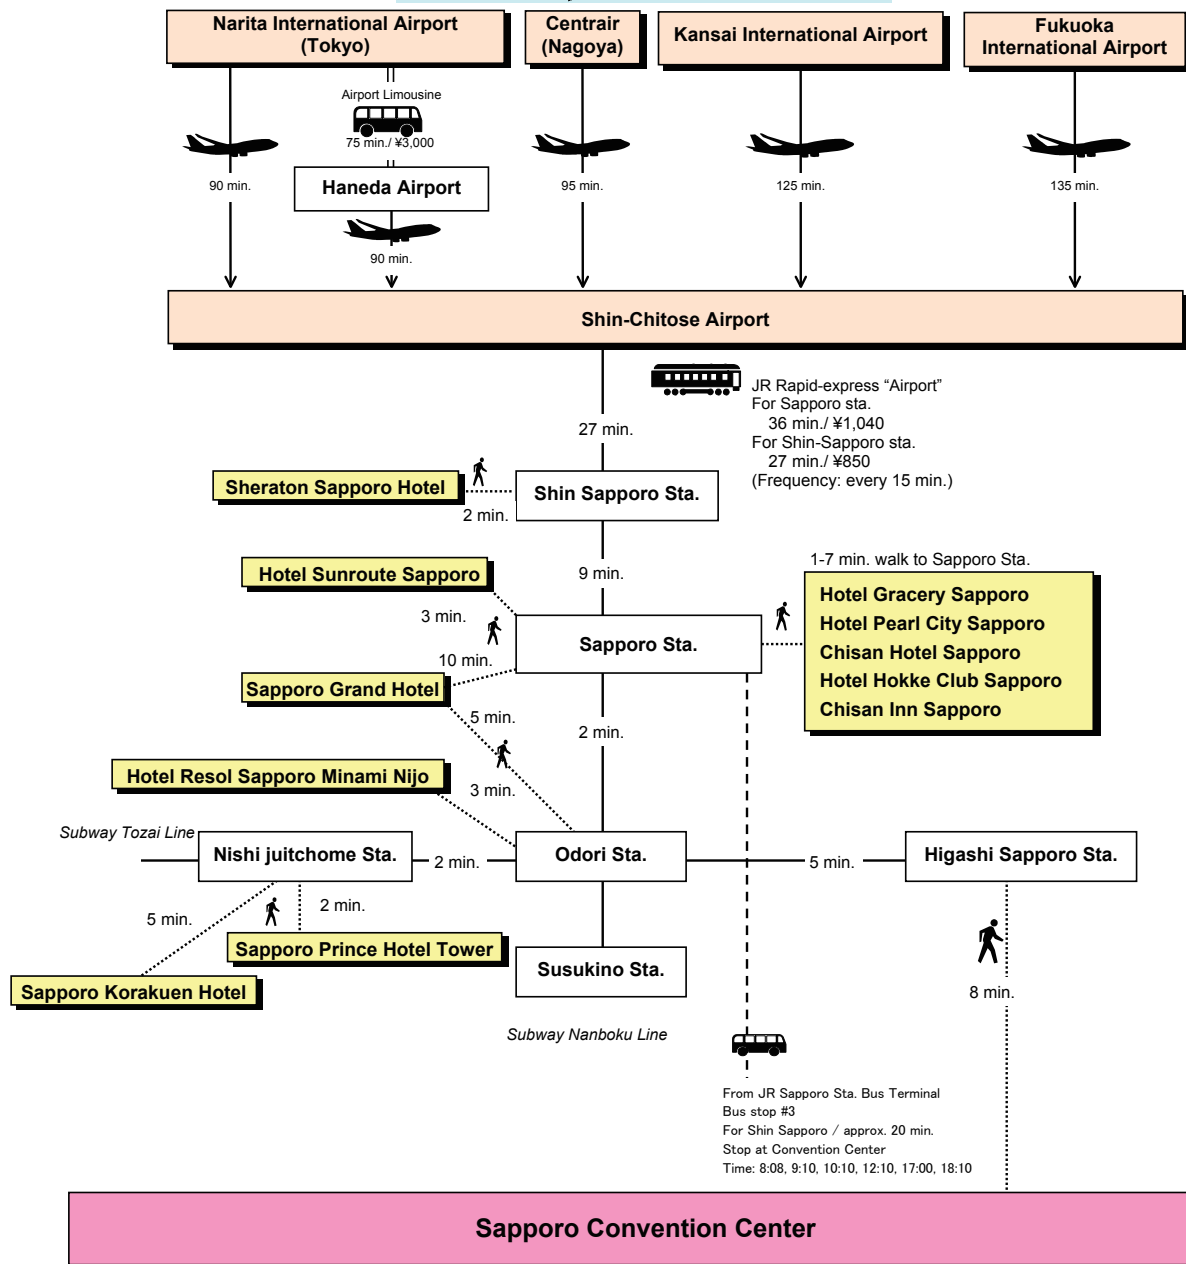 Narita International Airport
(Tokyo)
Centrair
(Nagoya)
Kansai International Airport
Fukuoka
International Airport
Airport Limousine
75 min./ ¥3,000
90 min.
Haneda Airport
95 min.
125 min.
135 min.
90 min.
Shin-Chitose Airport
JR Rapid-express “Airport”
For Sapporo sta.
36 min./ ¥1,040
For Shin-Sapporo sta.
27 min./ ¥850
(Frequency: every 15 min.)
27 min.
Sheraton Sapporo Hotel
2 min.
Shin Sapporo Sta.
9 min.
Hotel Sunroute Sapporo
3 min.
1-7 min. walk to Sapporo Sta.
Hotel Gracery Sapporo
Hotel Pearl City Sapporo
Chisan Hotel Sapporo
Hotel Hokke Club Sapporo
Chisan Inn Sapporo
Sapporo Sta.
10 min.
Sapporo Grand Hotel
5 min.
2 min.
Hotel Resol Sapporo Minami Nijo
3 min.
Subway Tozai Line
Nishi juitchome Sta.
2 min.
Odori Sta.
5 min.
Higashi Sapporo Sta.
5 min.
2 min.
Sapporo Prince Hotel Tower
Sapporo Korakuen Hotel
Susukino Sta.
8 min.
Subway Nanboku Line
From JR Sapporo Sta. Bus Terminal
Bus stop #3
For Shin Sapporo / approx. 20 min.
Stop at Convention Center
Time: 8:08, 9:10, 10:10, 12:10, 17:00, 18:10
Sapporo Convention Center